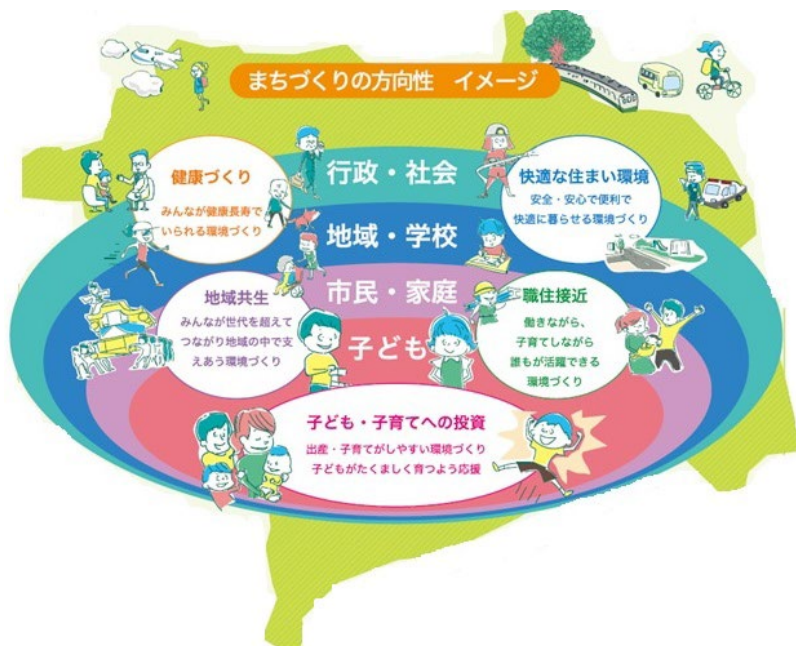 まちづくりの方向性　イメージ
行政・社会
地域・学校
市民・家庭
子ども
健康づくり
みんなが健康長寿で
いられる環境づくり
快適な住まい環境
安全・安心で便利で
快適に暮らせる環境づくり
地域共生
みんなが世代を超えて
つながり地域の中で支
えあう環境づくり
職住接近
働きながら、
子育てしながら
誰もが活躍できる
環境づくり
子ども・子育てへの投資
出産・子育てがしやすい環境づくり
子どもがたくましく育つよう応援